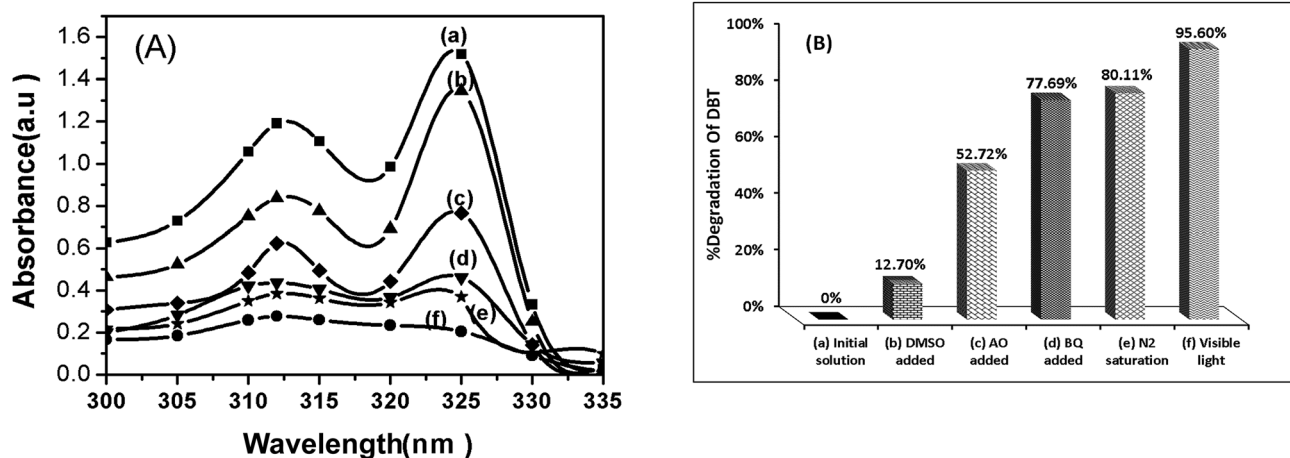 (A)
Absorbance(a.u )
1.6
1.4
1.2
1.0
0.8
0.6
0.4
0.2
0.0
(a)
(b)
(c)
(d)
(e)
(f)
300 305 310 315 320 325 330 335
Wavelength(nm )
(B)
%Degradation Of DBT
100%
80%
60%
40%
20%
0%
0%
12.70%
52.72%
77.69%
80.11%
95.60%
(a) Initial
solution
(b) DMSO
added
(c) AO
added
(d) BQ
added
(e) N2
saturation
(f) Visible
light